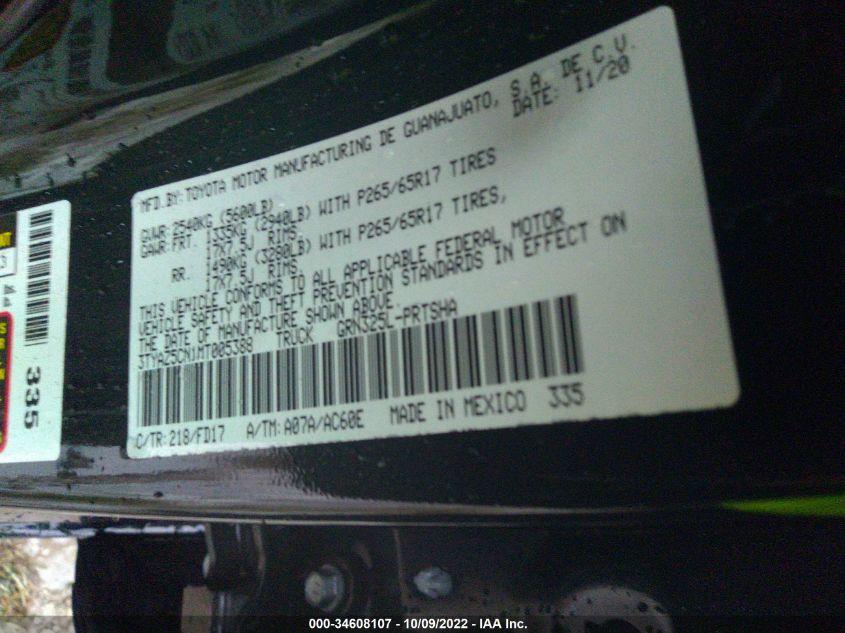 MFD.BY: TOYOTA MOTOR MANUFACTURING DE GUANAJUATO, S.A. DE C.V.
DATE: 11/20
GVWR: 2540KG (5600LB)
GAWR: FRT. 1335KG (2940LB) WITH P265/65R17 TIRES
17X7.5J RIMS,
RR. 1490KG (3280LB) WITH P265/65R17 TIRES,
17X7.5J RIMS,
THIS VEHICLE CONFORMS TO ALL APPLICABLE FEDERAL MOTOR
VEHICLE SAFETY AND THEFT PREVENTION STANDARDS IN EFFECT ON
THE DATE OF MANUFACTURE SHOWN ABOVE.
3TYAZ5CN1MT005388 TRUCK GRN325L-PRTSHA
C/TR: 218/FD17 A/TM: A07A/AC60E MADE IN MEXICO 335
335
000-34608107 - 10/09/2022 - IAA Inc.